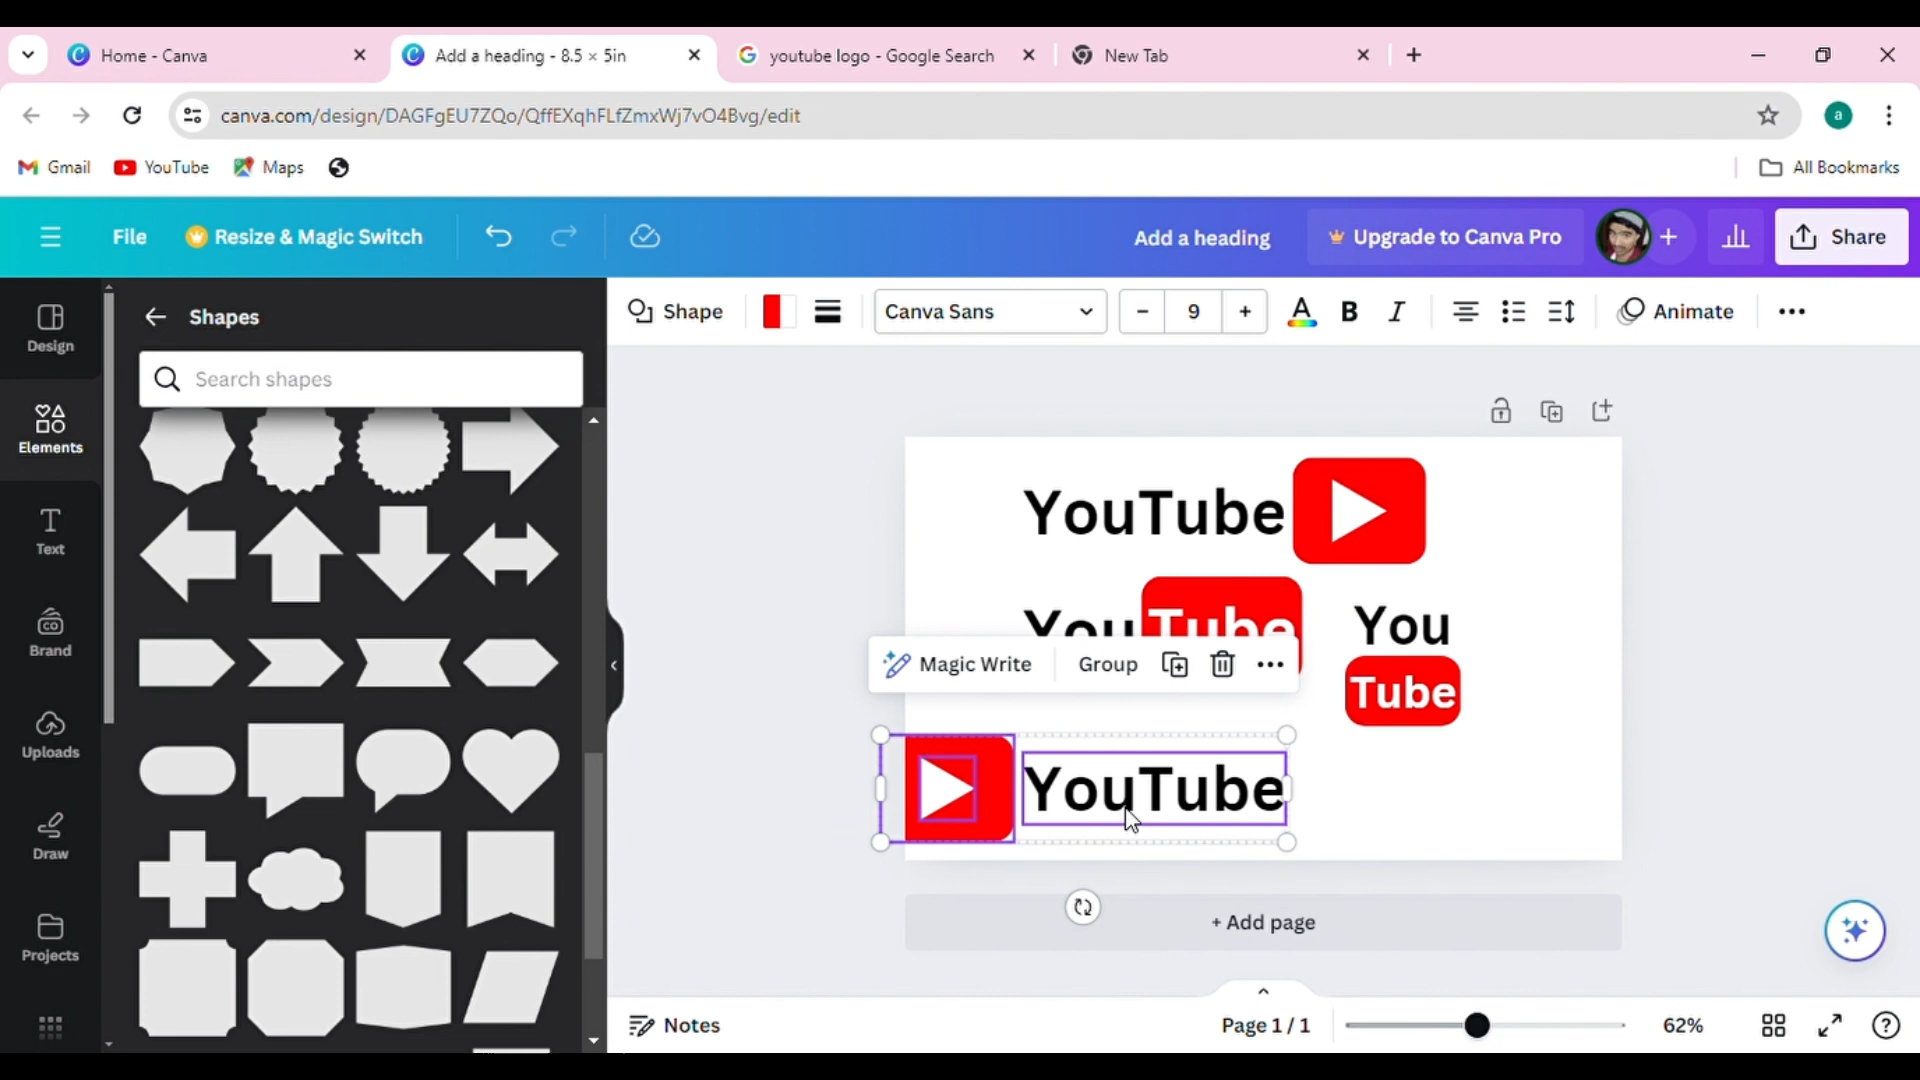 Home - Canva
Add a heading - 8.5 × 5in
youtube logo - Google Search
New Tab
canva.com/design/DAGFgEU7ZQo/QffEXqhFLfZmxWj7vO4Bvg/edit
a
Gmail
YouTube
Maps
All Bookmarks
File
Resize & Magic Switch
Add a heading
Upgrade to Canva Pro
Share
Design
Elements
Text
Brand
Uploads
Draw
Projects
Shapes
Search shapes
Shape
Canva Sans
9
B
I
Animate
YouTube
YouTube
You
Tube
Magic Write
Group
YouTube
+ Add page
Notes
Page 1 / 1
62%